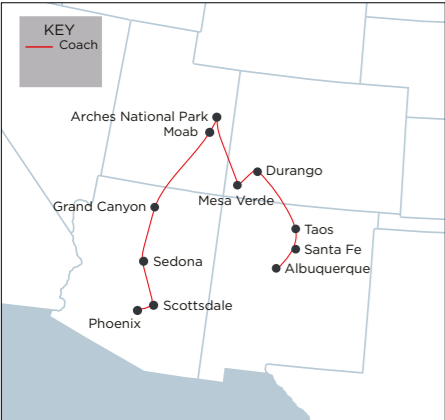 KEY
Coach
Arches National Park
Moab
Durango
Mesa Verde
Grand Canyon
Taos
Santa Fe
Sedona
Albuquerque
Scottsdale
Phoenix